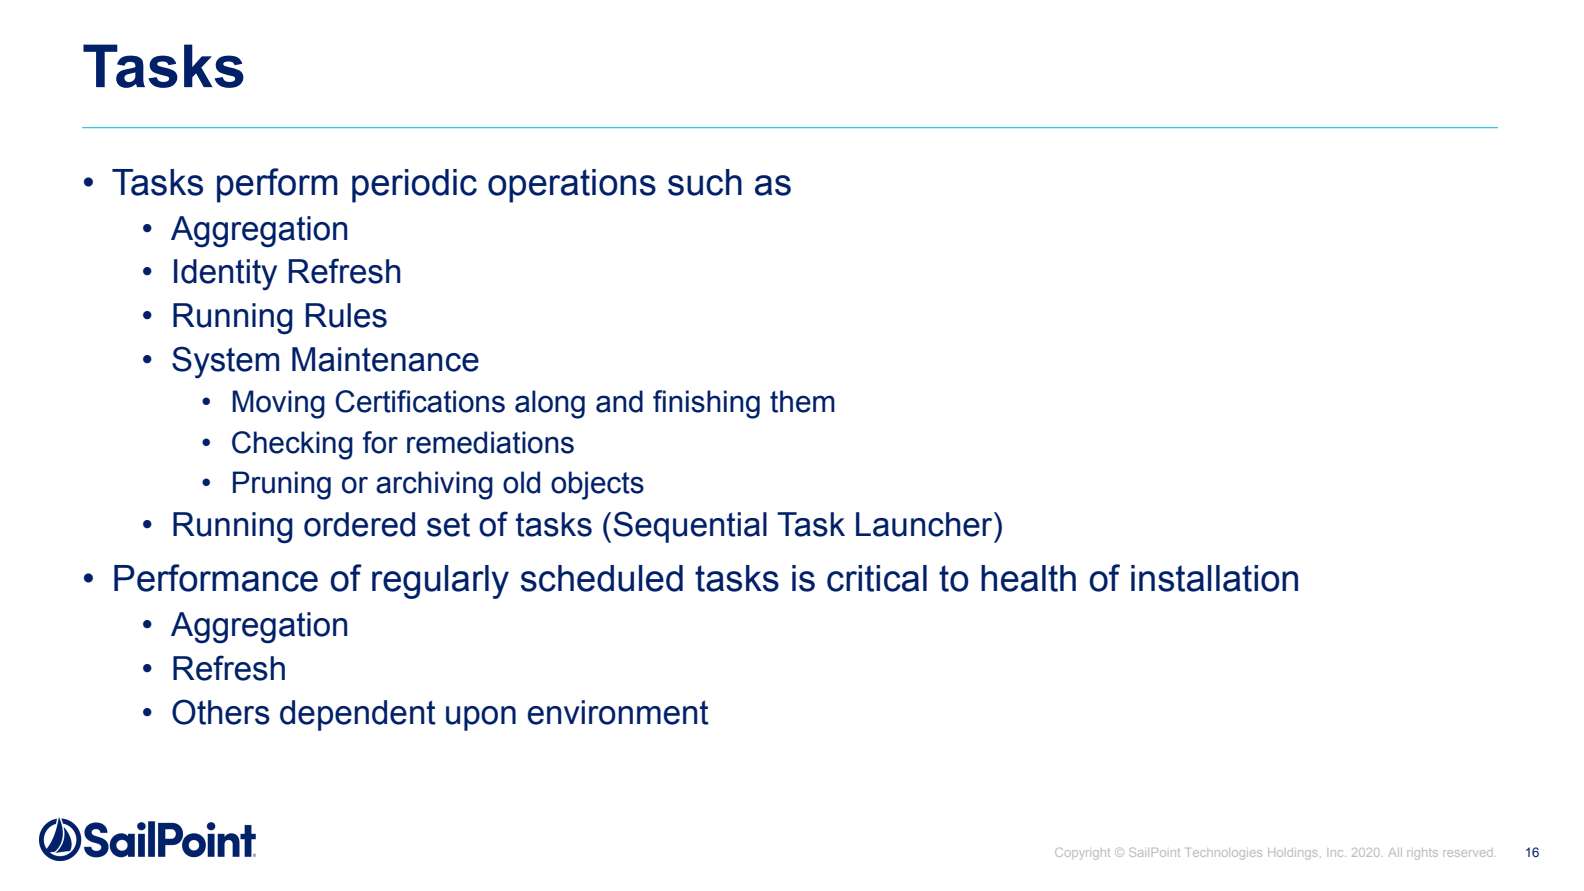 Tasks
• Tasks perform periodic operations such as
• Aggregation
• Identity Refresh
• Running Rules
• System Maintenance
• Moving Certifications along and finishing them
• Checking for remediations
• Pruning or archiving old objects
• Running ordered set of tasks (Sequential Task Launcher)
• Performance of regularly scheduled tasks is critical to health of installation
• Aggregation
• Refresh
• Others dependent upon environment
SailPoint
Copyright © SailPoint Technologies Holdings, Inc. 2020. All rights reserved. 16